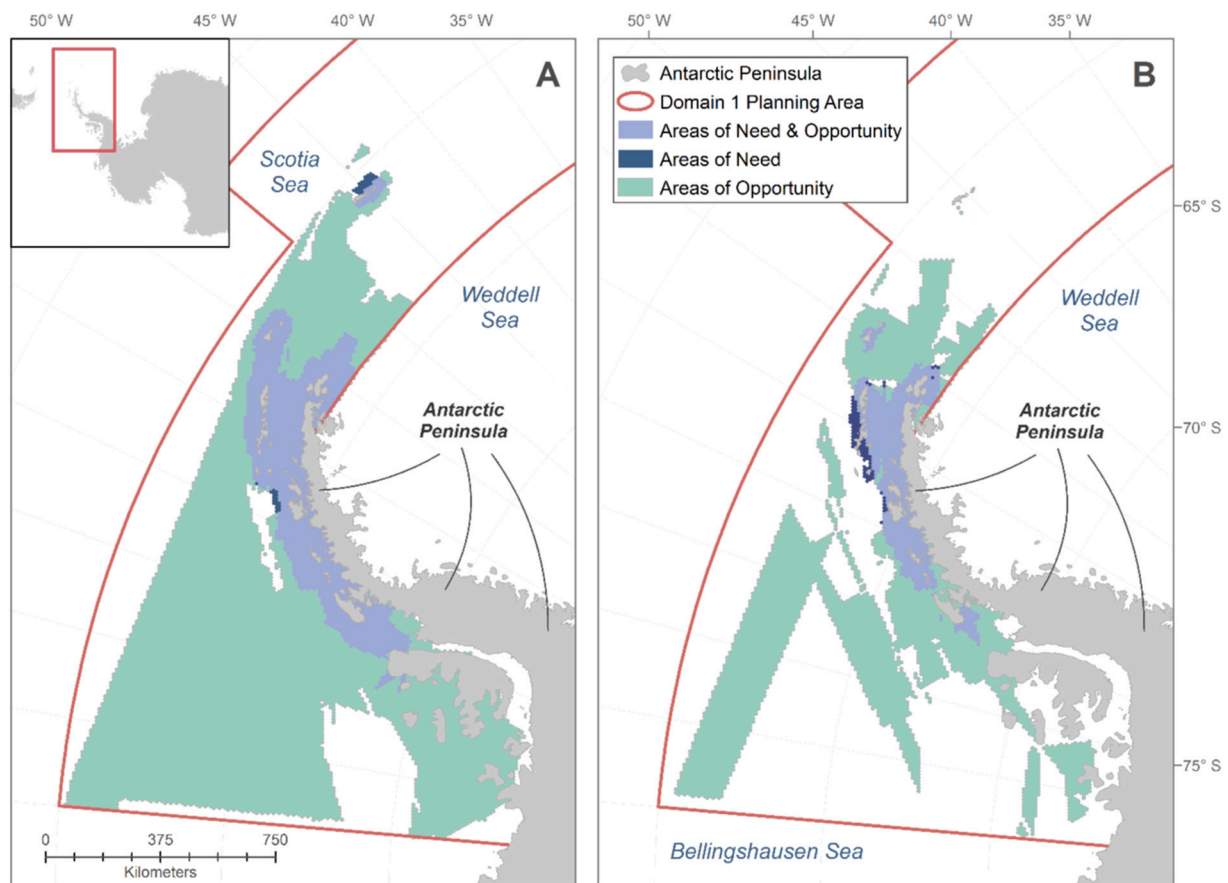 50° W 45° W 40° W 35° W 50° W 45° W 40° W 35° W
A
B
Antarctic Peninsula
Domain 1 Planning Area
Areas of Need & Opportunity
Areas of Need
Areas of Opportunity
Scotia
Sea
Weddell
Sea
Antarctic
Peninsula
0 375 750
Kilometers
Weddell
Sea
Antarctic
Peninsula
Bellingshausen Sea
65° S
70° S
75° S